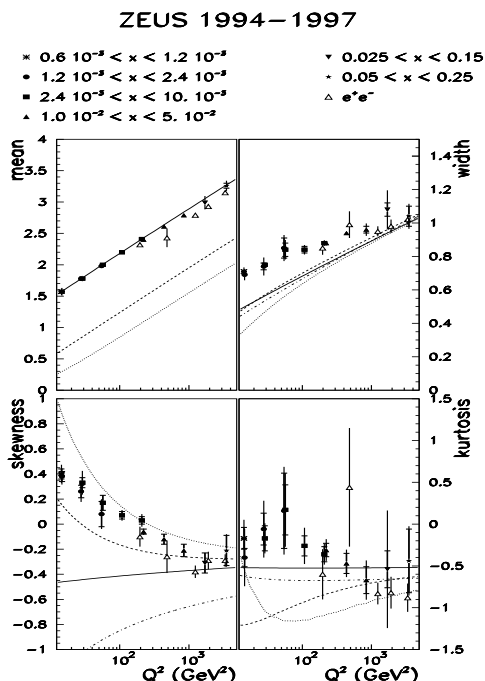 ZEUS 1994-1997
0.6 10⁻³ < x < 1.2 10⁻³
1.2 10⁻³ < x < 2.4 10⁻³
2.4 10⁻³ < x < 10. 10⁻³
1.0 10⁻² < x < 5. 10⁻²
0.025 < x < 0.15
0.05 < x < 0.25
e⁺e⁻
mean
4
3.5
3
2.5
2
1.5
1
0.5
0
width
1.4
1.2
1
0.8
0.6
0.4
0.2
0
skewness
1
0.8
0.6
0.4
0.2
0
-0.2
-0.4
-0.6
-0.8
-1
10² 10³
Q² (GeV²)
kurtosis
1.5
1
0.5
0
-0.5
-1
-1.5
10² 10³
Q² (GeV²)